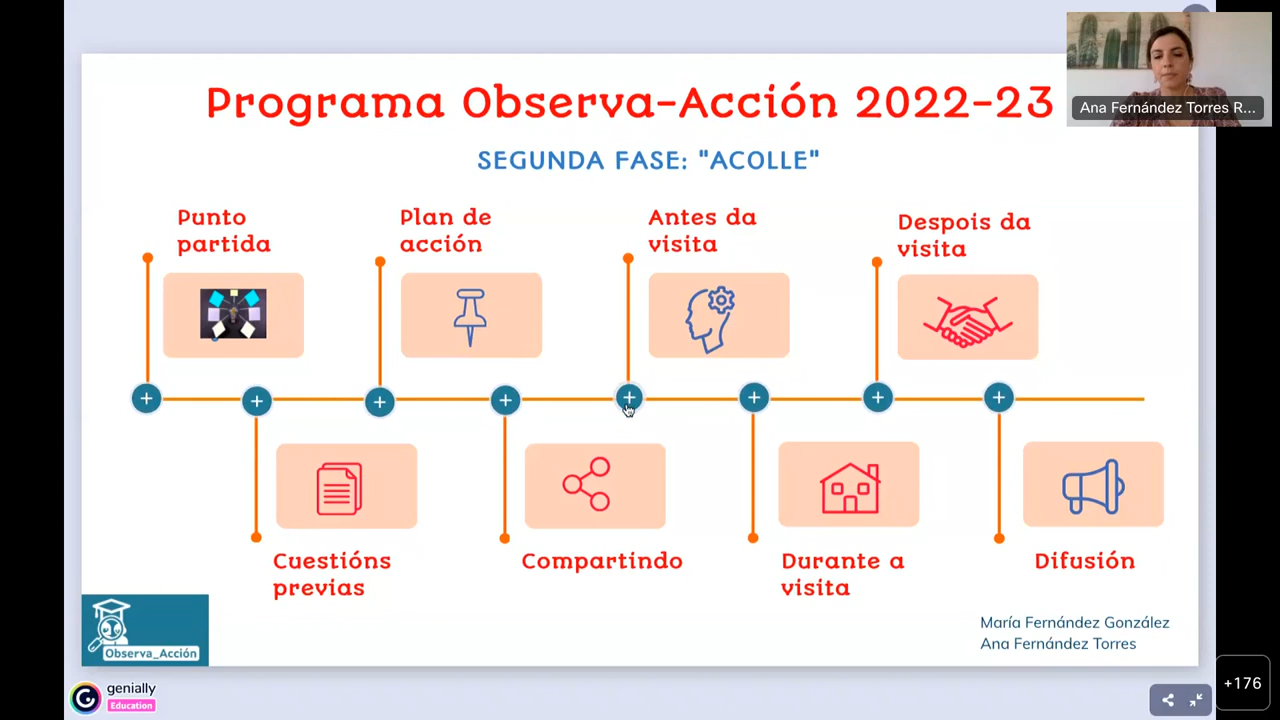 Programa Observa-Acción 2022-23
SEGUNDA FASE: "ACOLLE"
Ana Fernández Torres R...
Punto
partida
Plan de
acción
Antes da
visita
Despois da
visita
Cuestións
previas
Compartindo
Durante a
visita
Difusión
María Fernández González
Ana Fernández Torres
Observa_Acción
genially
Education
+176